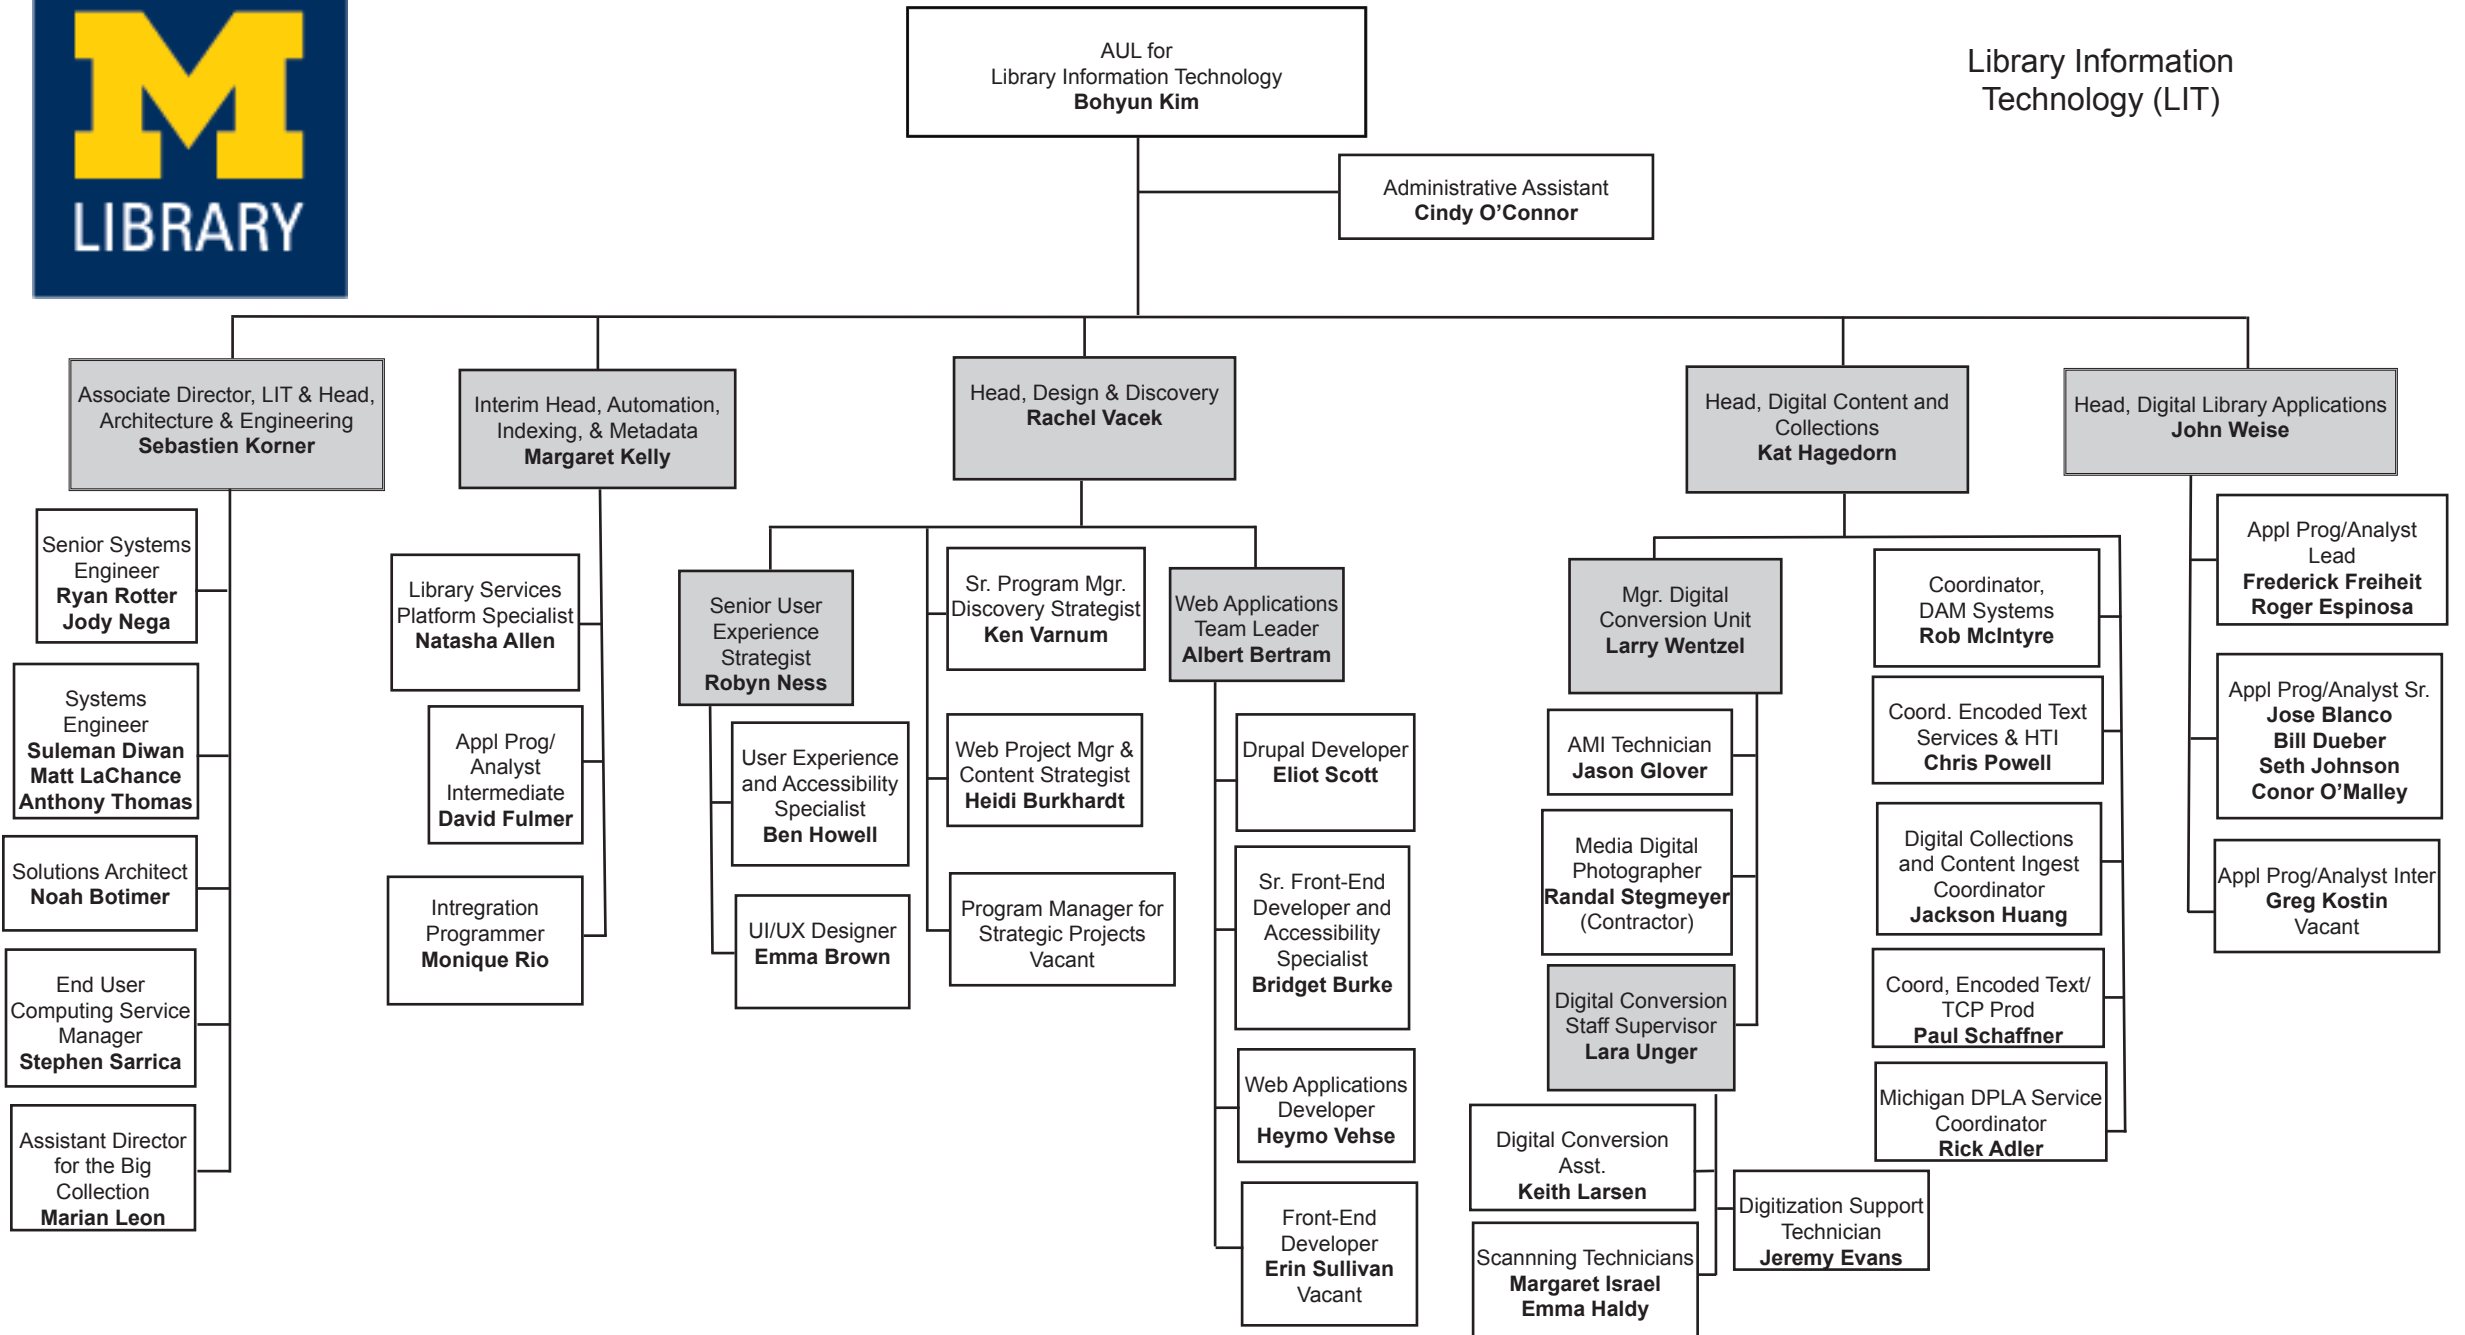 LIBRARY
AUL for
Library Information Technology
Bohyun Kim
Library Information
Technology (LIT)
Administrative Assistant
Cindy O’Connor
Associate Director, LIT & Head,
Architecture & Engineering
Sebastien Korner
Senior Systems
Engineer
Ryan Rotter
Jody Nega
Systems
Engineer
Suleman Diwan
Matt LaChance
Anthony Thomas
Solutions Architect
Noah Botimer
End User
Computing Service
Manager
Stephen Sarrica
Assistant Director
for the Big
Collection
Marian Leon
Interim Head, Automation,
Indexing, & Metadata
Margaret Kelly
Library Services
Platform Specialist
Natasha Allen
Appl Prog/
Analyst
Intermediate
David Fulmer
Intregration
Programmer
Monique Rio
Head, Design & Discovery
Rachel Vacek
Senior User
Experience
Strategist
Robyn Ness
User Experience
and Accessibility
Specialist
Ben Howell
UI/UX Designer
Emma Brown
Sr. Program Mgr.
Discovery Strategist
Ken Varnum
Web Project Mgr &
Content Strategist
Heidi Burkhardt
Program Manager for
Strategic Projects
Vacant
Web Applications
Team Leader
Albert Bertram
Drupal Developer
Eliot Scott
Sr. Front-End
Developer and
Accessibility
Specialist
Bridget Burke
Web Applications
Developer
Heymo Vehse
Front-End
Developer
Erin Sullivan
Vacant
Head, Digital Content and
Collections
Kat Hagedorn
Mgr. Digital
Conversion Unit
Larry Wentzel
AMI Technician
Jason Glover
Media Digital
Photographer
Randal Stegmeyer
(Contractor)
Digital Conversion
Staff Supervisor
Lara Unger
Digital Conversion
Asst.
Keith Larsen
Scannning Technicians
Margaret Israel
Emma Haldy
Digitization Support
Technician
Jeremy Evans
Coordinator,
DAM Systems
Rob McIntyre
Coord. Encoded Text
Services & HTI
Chris Powell
Digital Collections
and Content Ingest
Coordinator
Jackson Huang
Coord, Encoded Text/
TCP Prod
Paul Schaffner
Michigan DPLA Service
Coordinator
Rick Adler
Head, Digital Library Applications
John Weise
Appl Prog/Analyst
Lead
Frederick Freiheit
Roger Espinosa
Appl Prog/Analyst Sr.
Jose Blanco
Bill Dueber
Seth Johnson
Conor O’Malley
Appl Prog/Analyst Inter
Greg Kostin
Vacant